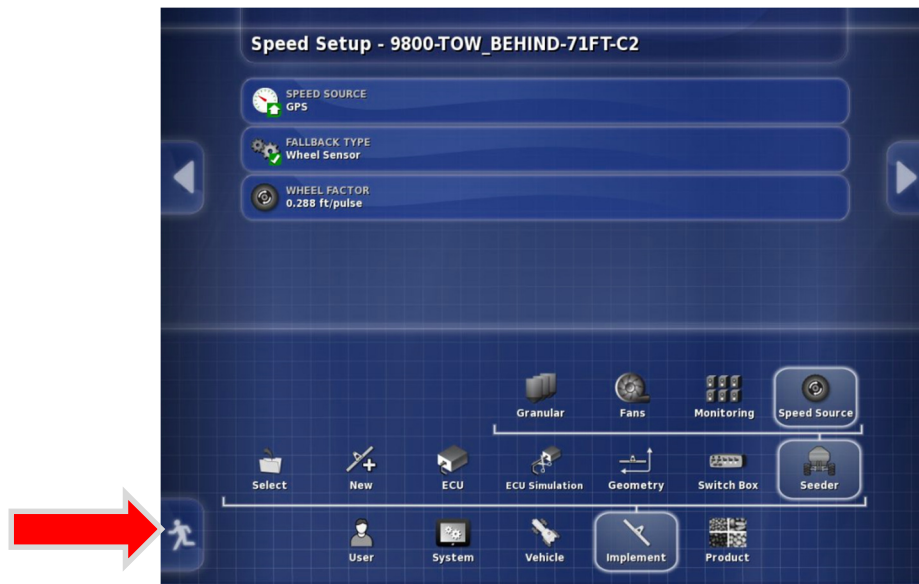 Speed Setup - 9800-TOW_BEHIND-71FT-C2
SPEED SOURCE
GPS
FALLBACK TYPE
Wheel Sensor
WHEEL FACTOR
0.288 ft/pulse
Granular Fans Monitoring Speed Source
Select New ECU ECU Simulation Geometry Switch Box Seeder
User System Vehicle Implement Product